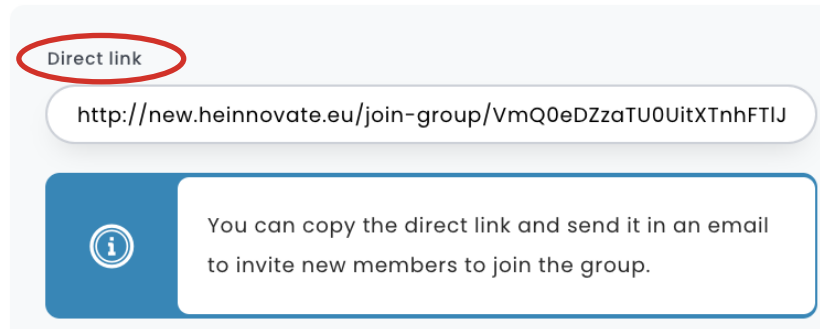 Direct link
http://new.heinnovate.eu/join-group/VmQ0eDZzaTU0UitXTnhFTlJ
You can copy the direct link and send it in an email
to invite new members to join the group.